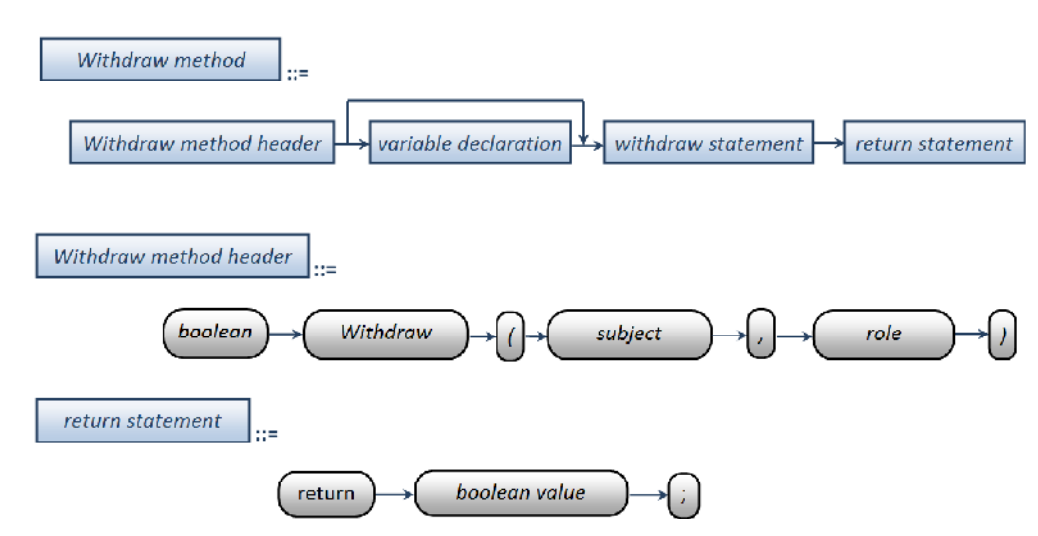 Withdraw method ::=
Withdraw method header variable declaration withdraw statement return statement
Withdraw method header ::=
boolean Withdraw ( subject , role )
return statement ::=
return boolean value ;